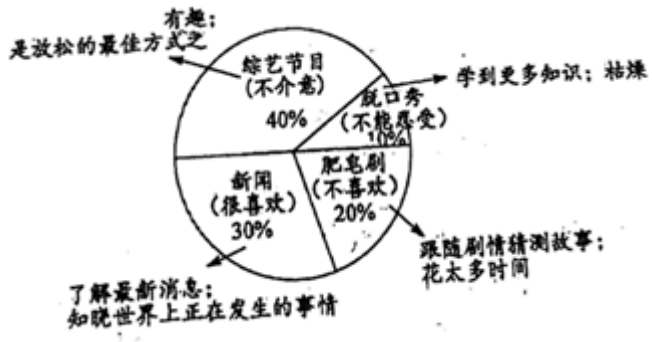 有趣；
是放松的最佳方式之
综艺节目
（不介意）
40%
脱口秀
（不能忍受）
10%
学到更多知识；枯燥
肥皂剧
（不喜欢）
20%
跟随剧情猜测故事；
花太多时间
新闻
（很喜欢）
30%
了解最新消息；
知晓世界上正在发生的事情